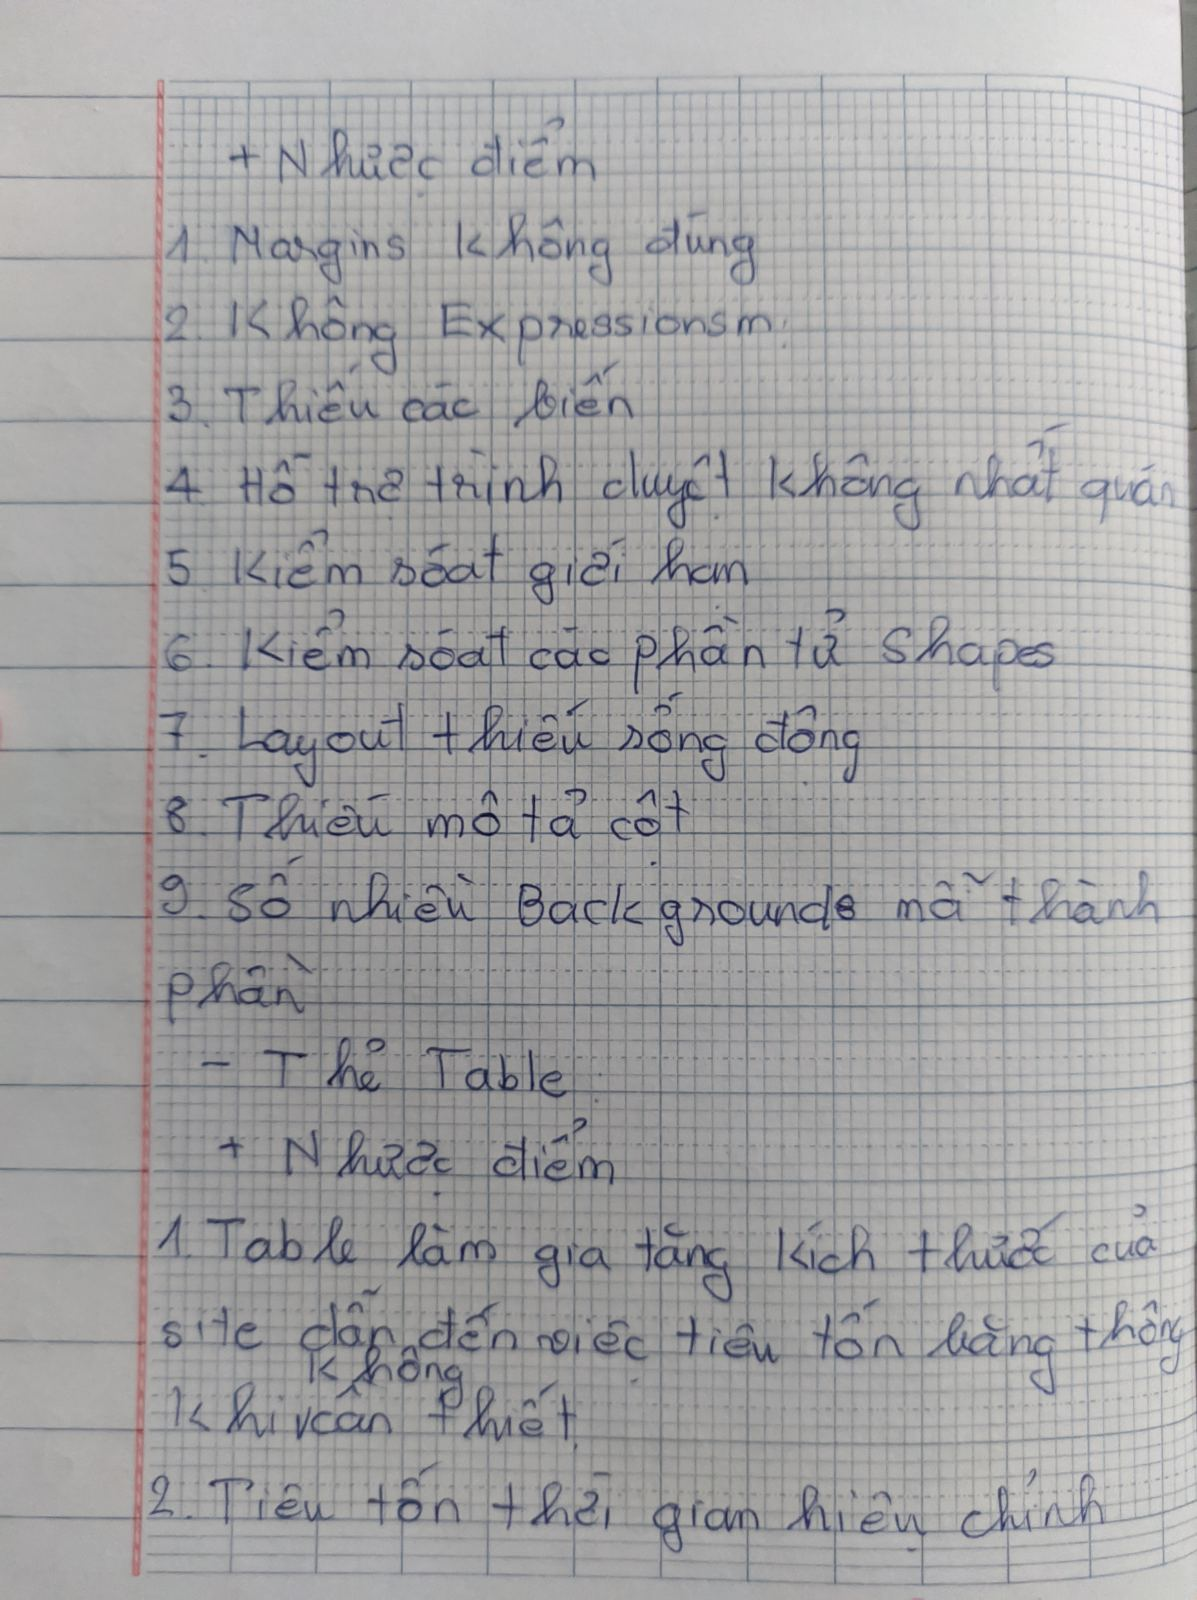 + Nhược điểm
1. Margins không đúng
2. Không Expressionsm.
3. Thiếu các biến
4. Hỗ trợ trình duyệt không nhất quán
5. Kiểm sóat giới hạn
6. Kiểm sóat các phần tử Shapes
7. Layout thiếu sống động
8. Thiếu mô tả cột
9. Số nhiều Backgrounds mã thành
phần
- Thẻ Table
+ Nhược điểm
1. Table làm gia tăng kích thước của
site dẫn đến việc tiêu tốn băng thông
không
khi cần thiết
2. Tiêu tốn thời gian hiệu chỉnh